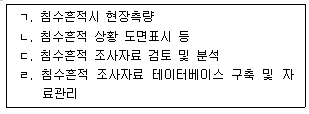 ㄱ. 침수흔적시 현장측량
ㄴ. 침수흔적 상황 도면표시 등
ㄷ. 침수흔적 조사자료 검토 및 분석
ㄹ. 침수흔적 조사자료 테이터베이스 구축 및 자
료관리